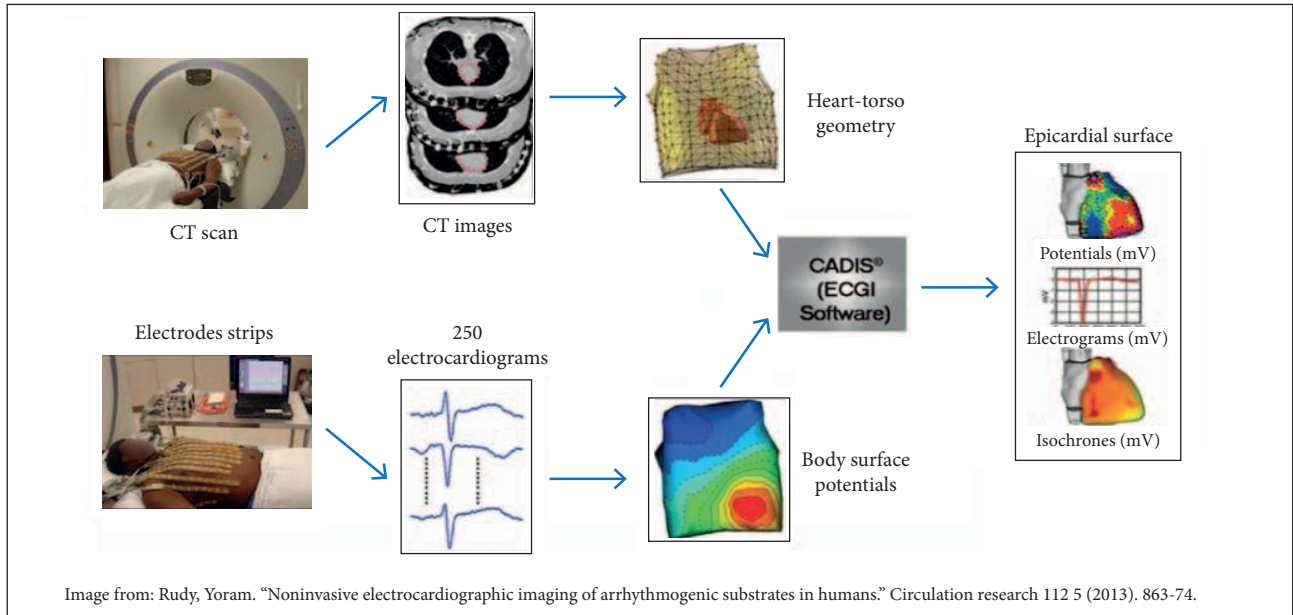 CT scan
CT images
Heart-torso
geometry
Electrodes strips
250
electrocardiograms
Body surface
potentials
CADIS®
(ECGI
Software)
Epicardial surface
Potentials (mV)
mV
Electrograms (mV)
Isochrones (mV)
Image from: Rudy, Yoram. “Noninvasive electrocardiographic imaging of arrhythmogenic substrates in humans.” Circulation research 112 5 (2013). 863-74.